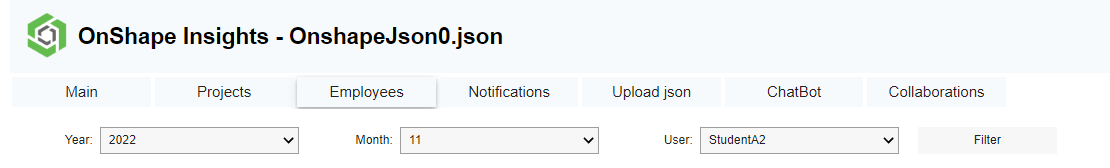 OnShape Insights - OnshapeJson0.json
Main Projects Employees Notifications Upload json ChatBot Collaborations
Year: 2022 Month: 11 User: StudentA2 Filter